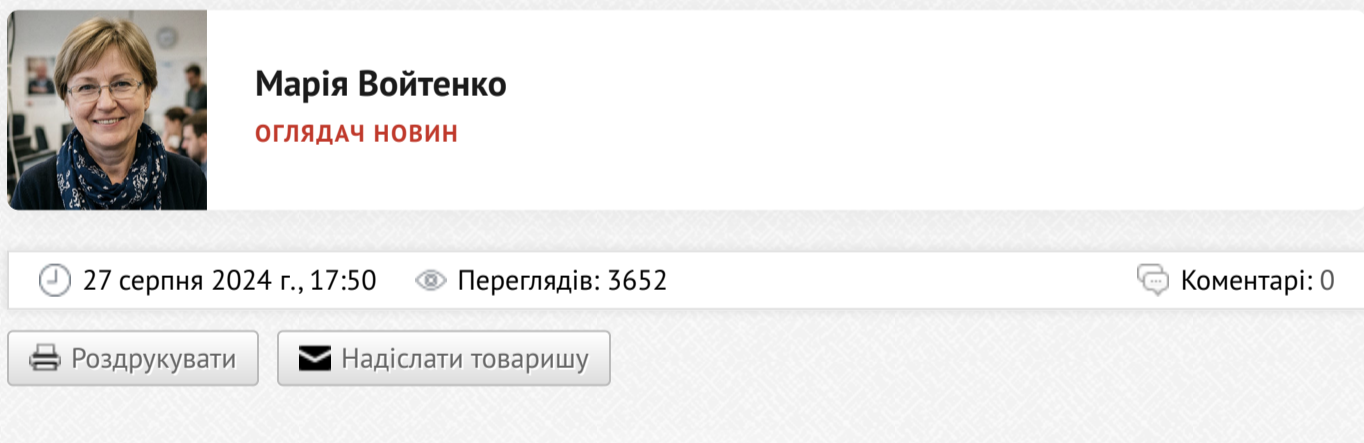 Марія Войтенко
ОГЛЯДАЧ НОВИН
27 серпня 2024 г., 17:50 Переглядів: 3652 Коментарі: 0
Роздрукувати Надіслати товаришу